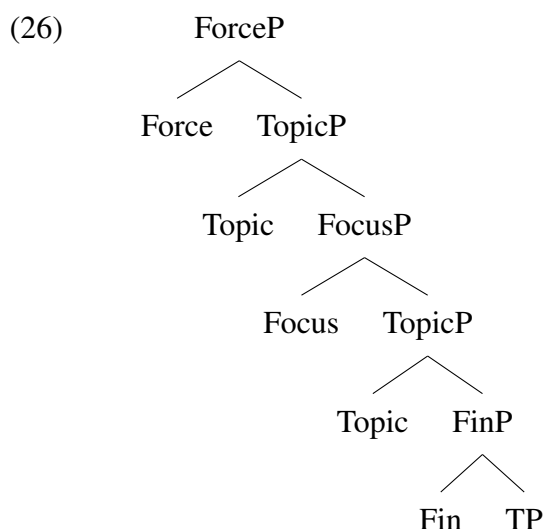 (26) ForceP
Force TopicP
Topic FocusP
Focus TopicP
Topic FinP
Fin TP